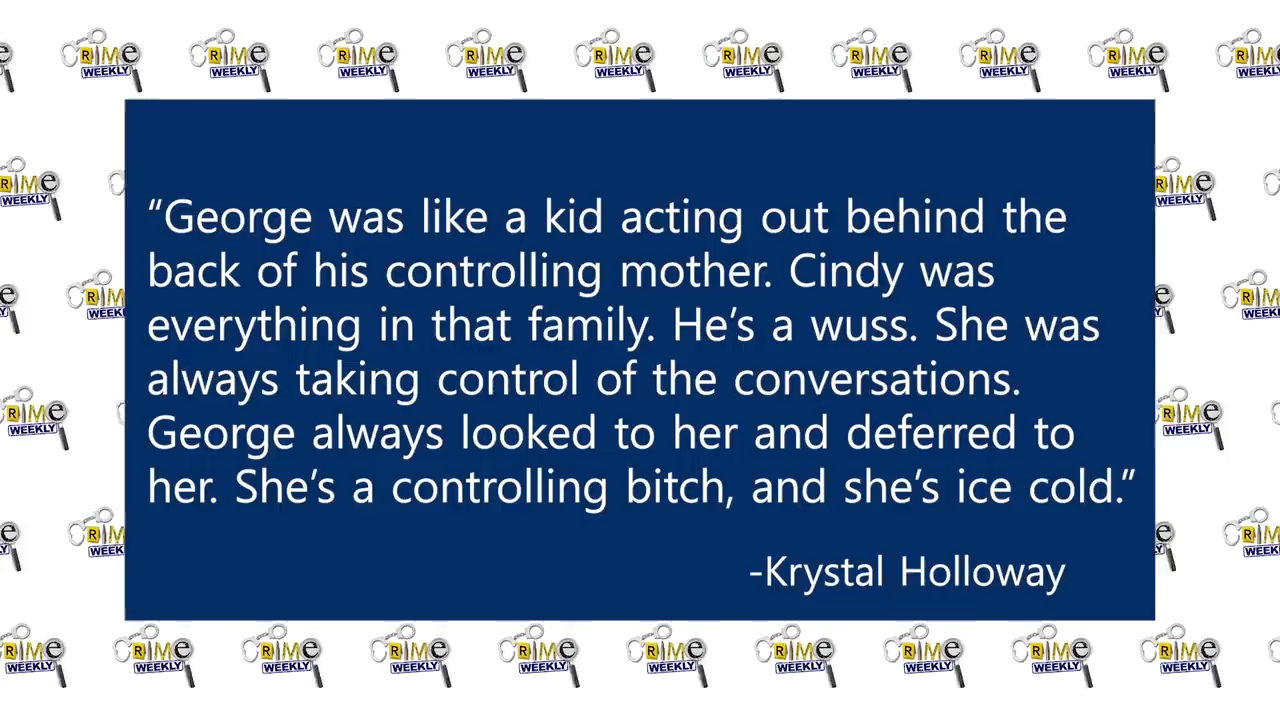 “George was like a kid acting out behind the
back of his controlling mother. Cindy was
everything in that family. He’s a wuss. She was
always taking control of the conversations.
George always looked to her and deferred to
her. She’s a controlling bitch, and she’s ice cold.”
-Krystal Holloway
CRIME
WEEKLY